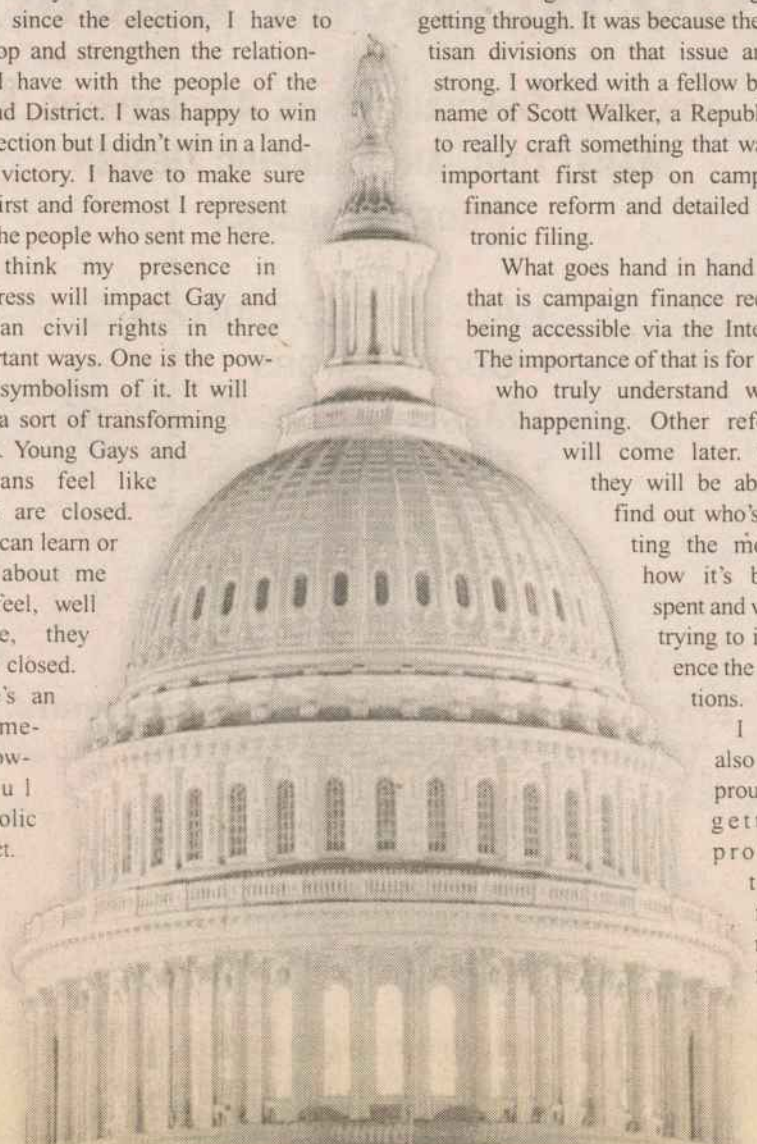 since the election, I have to
op and strengthen the relation-
I have with the people of the
nd District. I was happy to win
ection but I didn't win in a land-
victory. I have to make sure
irst and foremost I represent
he people who sent me here.
think my presence in
ress will impact Gay and
an civil rights in three
rtant ways. One is the pow-
symbolism of it. It will
a sort of transforming
. Young Gays and
ans feel like
are closed.
can learn or
about me
feel, well
e, they
closed.
's an
me-
ow-
u l
olic
ct.
getting through. It was because the
tisan divisions on that issue ar
strong. I worked with a fellow b
name of Scott Walker, a Republ
to really craft something that wa
important first step on camp
finance reform and detailed
tronic filing.
What goes hand in hand
that is campaign finance rec
being accessible via the Inte
The importance of that is for
who truly understand w
happening. Other refo
will come later.
they will be ab
find out who's
ting the mo
how it's b
spent and w
trying to i
ence the
tions.
I
also
prou
gett
pro
t